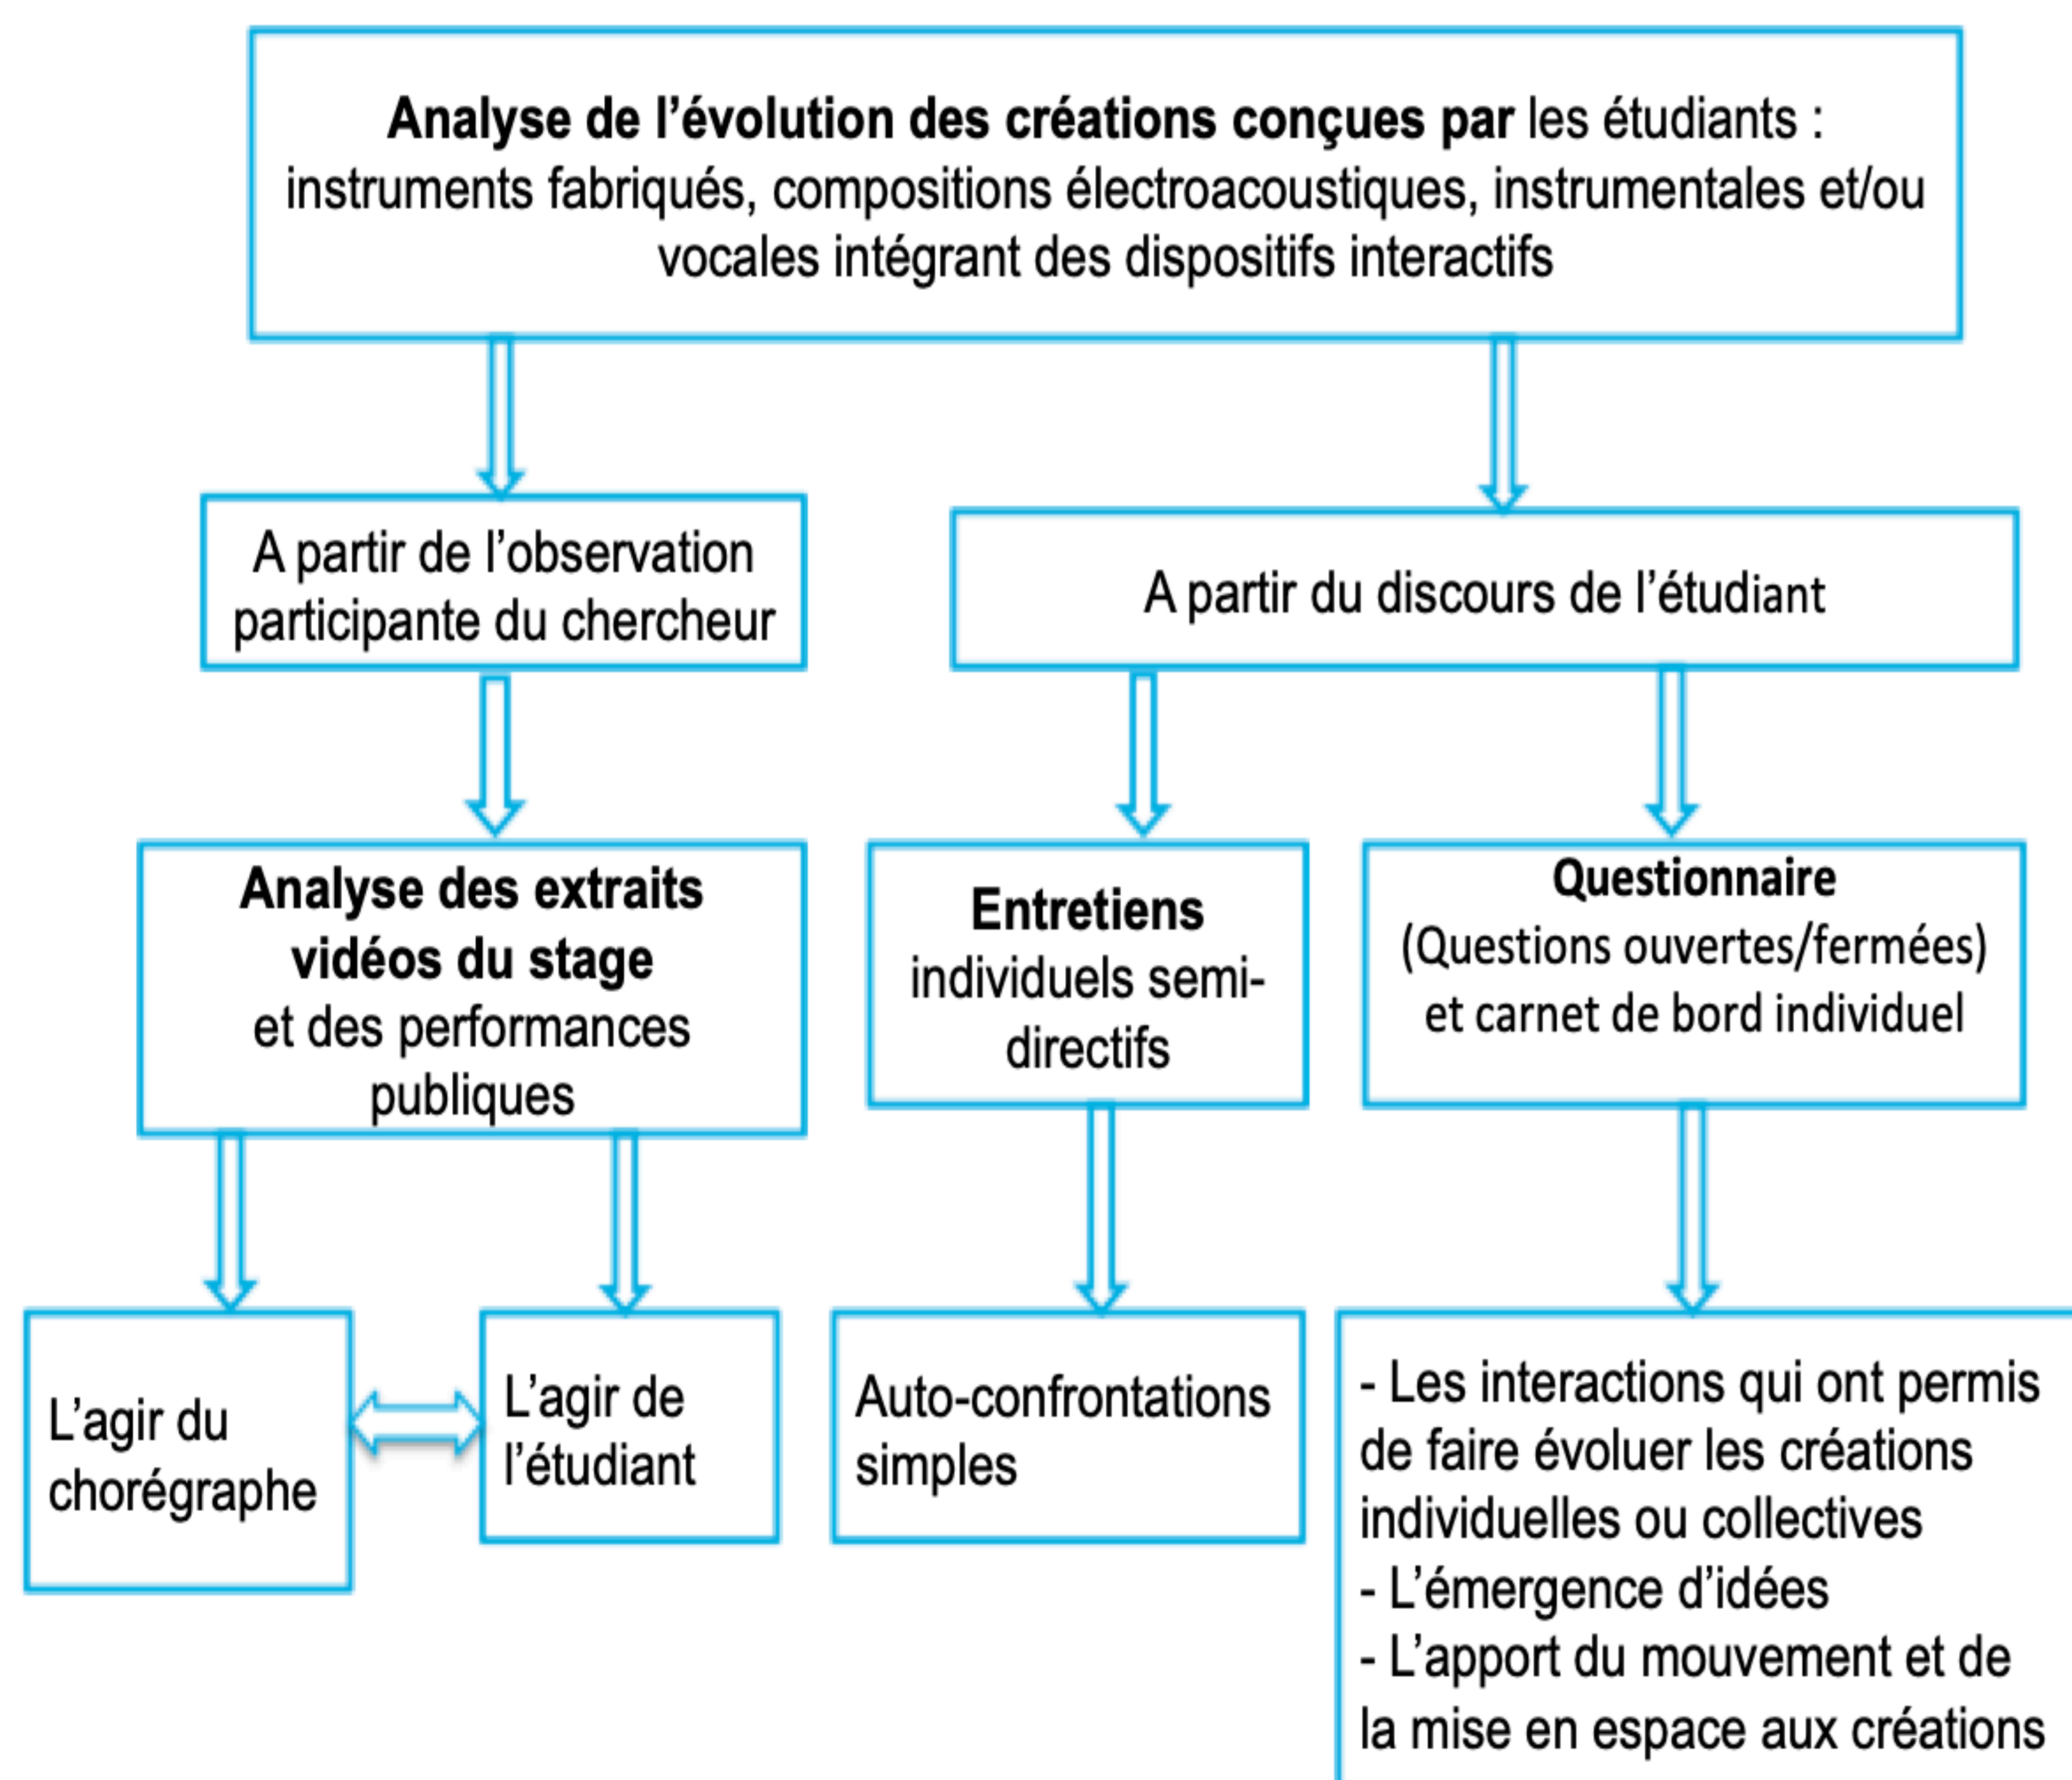 Analyse de l’évolution des créations conçues par les étudiants :
instruments fabriqués, compositions électroacoustiques, instrumentales et/ou
vocales intégrant des dispositifs interactifs
A partir de l’observation
participante du chercheur
A partir du discours de l’étudiant
Analyse des extraits
vidéos du stage
et des performances
publiques
Entretiens
individuels semi-
directifs
Questionnaire
(Questions ouvertes/fermées)
et carnet de bord individuel
L’agir du
chorégraphe
L’agir de
l’étudiant
Auto-confrontations
simples
- Les interactions qui ont permis
de faire évoluer les créations
individuelles ou collectives
- L’émergence d’idées
- L’apport du mouvement et de
la mise en espace aux créations